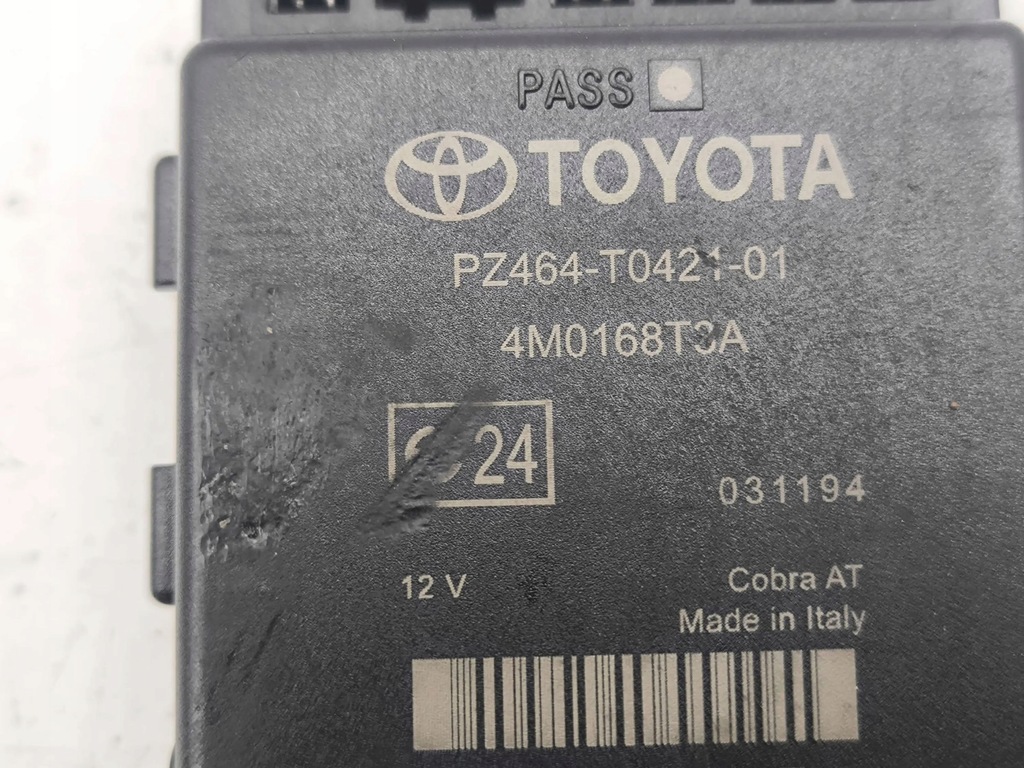 PASS
TOYOTA
PZ464-T0421-01
4M0168T3A
24
031194
12 V
Cobra AT
Made in Italy